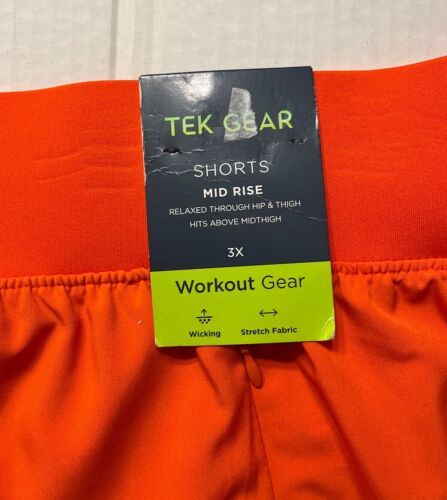 TEK GEAR
SHORTS
MID RISE
RELAXED THROUGH HIP & THIGH
HITS ABOVE MIDTHIGH
3X
Workout Gear
Wicking Stretch Fabric